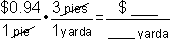 $0.94/1 pie · 3 pies/1 yarda = $ ___/___ yarda